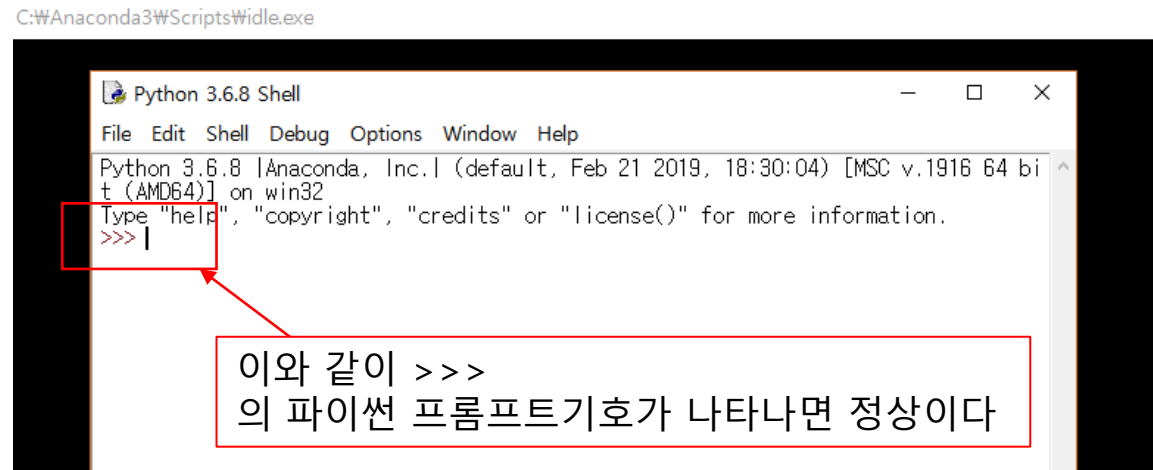 C:₩Anaconda3₩Scripts₩idle.exe
Python 3.6.8 Shell
File Edit Shell Debug Options Window Help
Python 3.6.8 |Anaconda, Inc.| (default, Feb 21 2019, 18:30:04) [MSC v.1916 64 bi
t (AMD64)] on win32
Type "help", "copyright", "credits" or "license()" for more information.
>>>
이와 같이 >>>
의 파이썬 프롬프트기호가 나타나면 정상이다